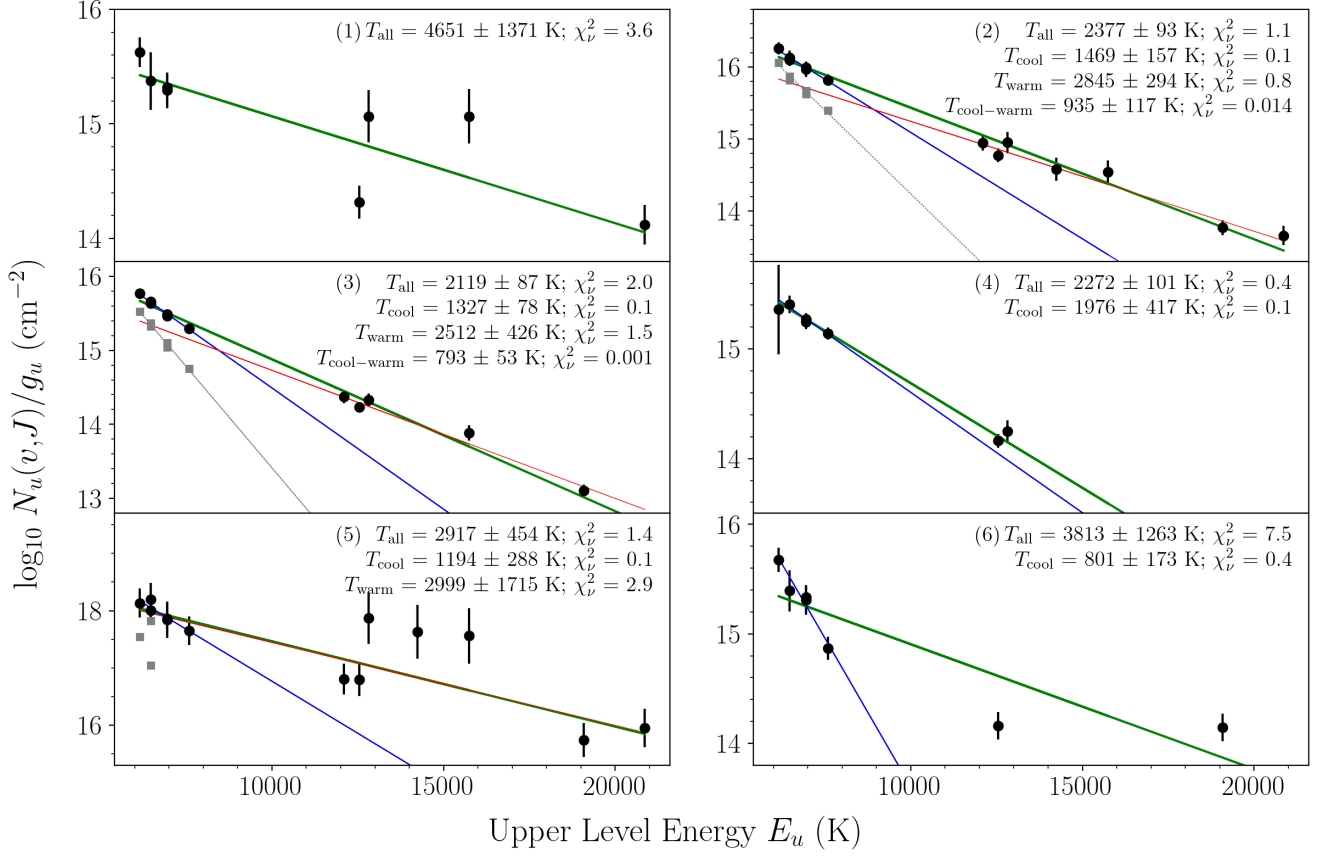 16
15
14
(1) T_all = 4651 ± 1371 K; χ²_ν = 3.6
16
15
14
(2) T_all = 2377 ± 93 K; χ²_ν = 1.1
T_cool = 1469 ± 157 K; χ²_ν = 0.1
T_warm = 2845 ± 294 K; χ²_ν = 0.8
T_cool−warm = 935 ± 117 K; χ²_ν = 0.014
16
15
14
13
(3) T_all = 2119 ± 87 K; χ²_ν = 2.0
T_cool = 1327 ± 78 K; χ²_ν = 0.1
T_warm = 2512 ± 426 K; χ²_ν = 1.5
T_cool−warm = 793 ± 53 K; χ²_ν = 0.001
15
14
(4) T_all = 2272 ± 101 K; χ²_ν = 0.4
T_cool = 1976 ± 417 K; χ²_ν = 0.1
18
16
(5) T_all = 2917 ± 454 K; χ²_ν = 1.4
T_cool = 1194 ± 288 K; χ²_ν = 0.1
T_warm = 2999 ± 1715 K; χ²_ν = 2.9
16
15
14
(6) T_all = 3813 ± 1263 K; χ²_ν = 7.5
T_cool = 801 ± 173 K; χ²_ν = 0.4
10000 15000 20000
10000 15000 20000
log₁₀ N_u(v, J)/g_u (cm⁻²)
Upper Level Energy E_u (K)